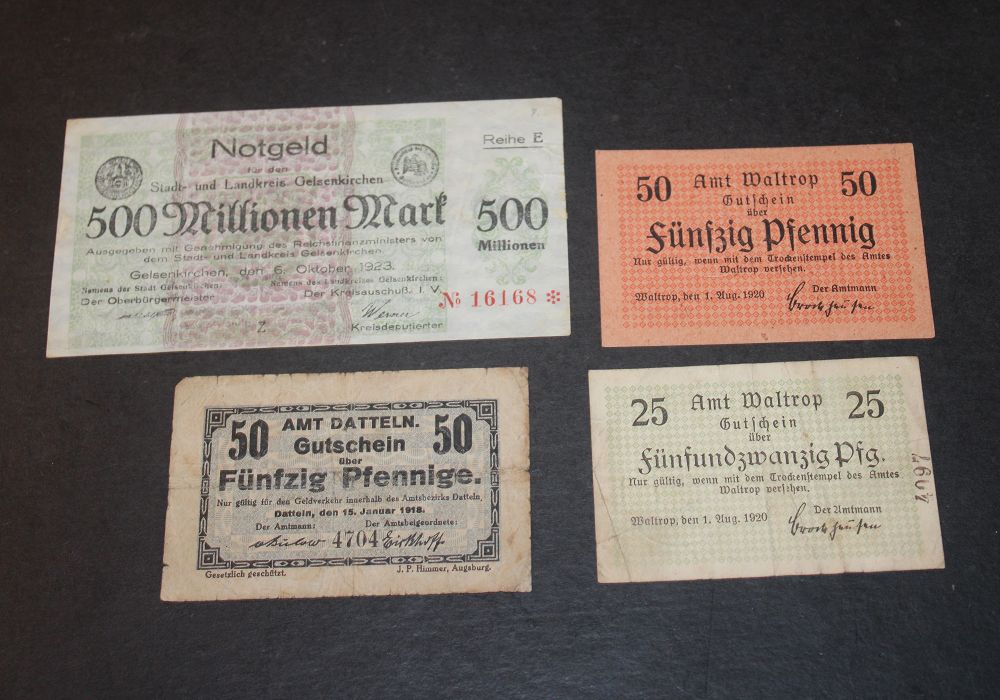 Notgeld
für den
Stadt- und Landkreis Gelsenkirchen
500 Millionen Mark
Ausgegeben mit Genehmigung des Reichsfinanzministers von
dem Stadt- und Landkreis Gelsenkirchen
Gelsenkirchen, den 6. Oktober 1923.
Namens der Stadt Gelsenkirchen: Namens des Landkreises Gelsenkirchen:
Der Oberbürgermeister Der Kreisauschuß. I. V.
Kreisdeputierter
Z
Reihe E
500
Millionen
No 16168 ✻
50 Amt Waltrop 50
Gutschein
über
Fünfzig Pfennig
Nur gültig, wenn mit dem Trockenstempel des Amtes
Waltrop versehen.
Der Amtmann
Waltrop, den 1. Aug. 1920
Brockhausen
50 AMT DATTELN. 50
Gutschein
über
Fünfzig Pfennige.
Nur gültig für den Geldverkehr innerhalb des Amtsbezirks Datteln.
Datteln, den 15. Januar 1918.
Der Amtmann: Der Amtsbeigeordnete:
4704
Gesetzlich geschützt. J. P. Himmer, Augsburg.
25 Amt Waltrop 25
Gutschein
über
Fünfundzwanzig Pfg.
Nur gültig, wenn mit dem Trockenstempel des Amtes
Waltrop versehen.
Der Amtmann
Waltrop, den 1. Aug. 1920
Brockhausen